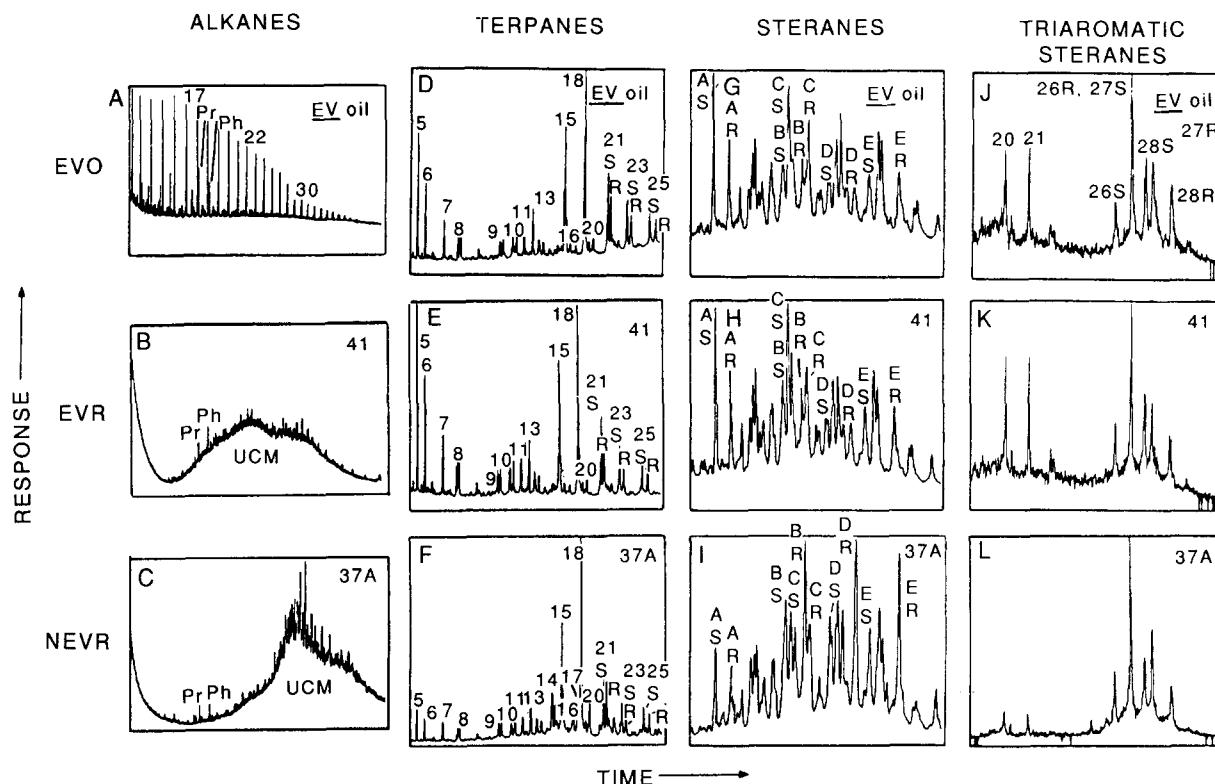 ALKANES
TERPANES
STERANES
TRIAROMATIC
STERANES
EVO
A
17
Pr
Ph
22
30
D
EV oil
5
6
7
8
9
10
11
13
15
16
18
20
21
S
R
23
S
R
25
S
R
EV oil
A
S
G
A
R
C
S
B
S
B
R
C
R
D
S
D
R
E
S
E
R
J
EV oil
26R, 27S
27R
20
21
28S
26S
28R
EVR
B
41
Pr
Ph
UCM
E
41
5
6
7
8
9
10
11
13
15
18
20
21
S
R
23
S
R
25
S
R
H
41
A
S
A
R
C
S
B
S
B
R
C
R
D
S
D
R
E
S
E
R
K
41
NEVR
C
37A
Pr
Ph
UCM
F
37A
5
6
7
8
9
10
11
13
14
15
16
17
18
20
21
S
R
23
S
R
25
S
R
I
37A
A
S
A
R
B
S
C
S
B
R
C
R
D
S
D
R
E
S
E
R
L
37A
RESPONSE
TIME